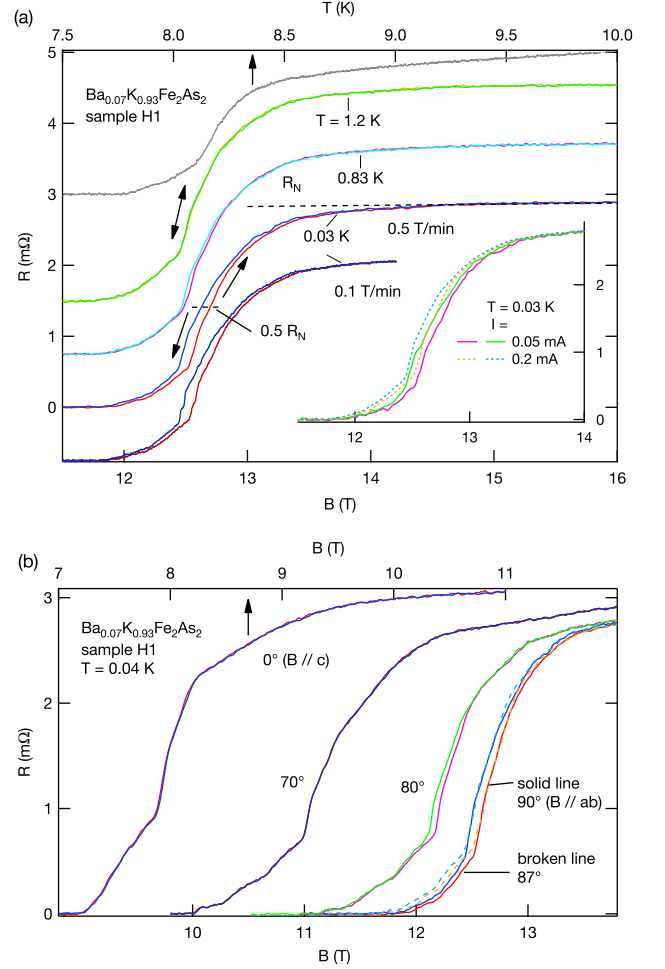 (a)
T (K)
7.5 8.0 8.5 9.0 9.5 10.0
5
4
3
2
1
0
R (mΩ)
Ba0.07K0.93Fe2As2
sample H1
T = 1.2 K
RN
0.83 K
0.03 K
0.5 T/min
0.1 T/min
0.5 RN
T = 0.03 K
I =
0.05 mA
0.2 mA
2
1
0
12 13 14
12 13 14 15 16
B (T)
(b)
B (T)
7 8 9 10 11
3
2
1
0
R (mΩ)
Ba0.07K0.93Fe2As2
sample H1
T = 0.04 K
0° (B // c)
70°
80°
solid line
90° (B // ab)
broken line
87°
10 11 12 13
B (T)